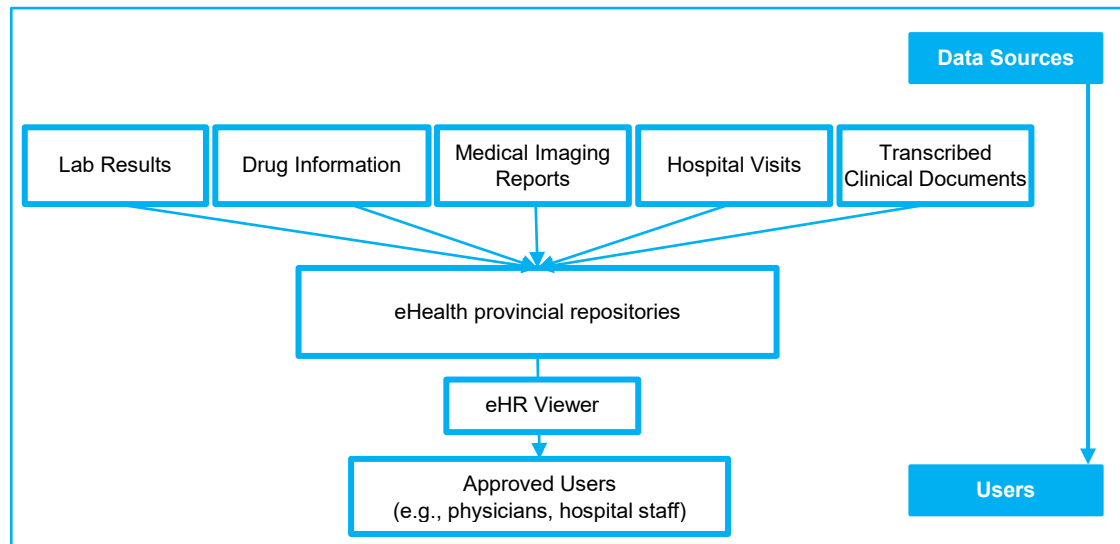 Data Sources
Lab Results
Drug Information
Medical Imaging
Reports
Hospital Visits
Transcribed
Clinical Documents
eHealth provincial repositories
eHR Viewer
Approved Users
(e.g., physicians, hospital staff)
Users